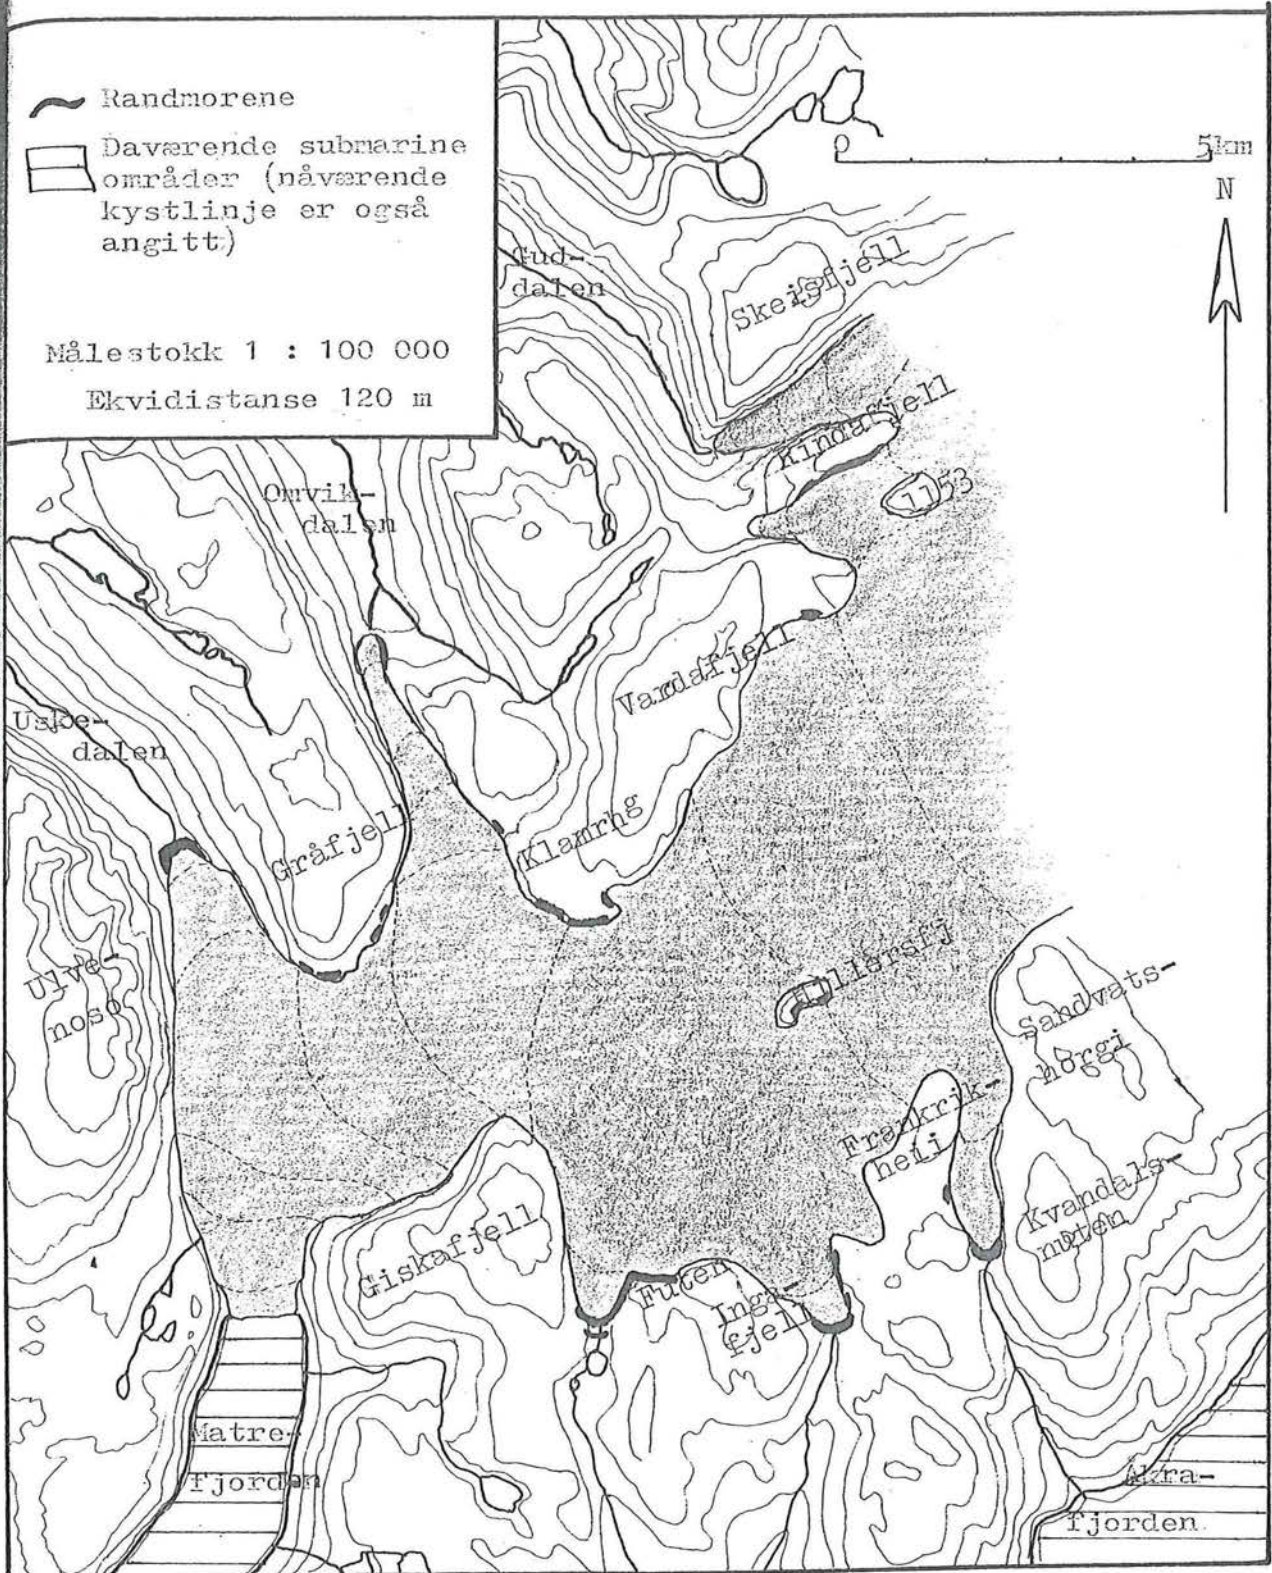 Randmorene
Daværende submarine
områder (nåværende
kystlinje er også
angitt)
Målestokk 1 : 100 000
Ekvidistanse 120 m
0 5km
N
Gud-
dalen
Skeisfjell
Kindafjell
1153
Omvik-
dalen
Vardafjell
Uske-
dalen
Gråfjell
Klamrhg
Ulve-
noso
Sandvats-
horgi
Frankrik-
heii
Kvandals-
nuten
Giskafjell
Futen
Inga-
fjell
Matre-
fjorden
Åkra-
fjorden